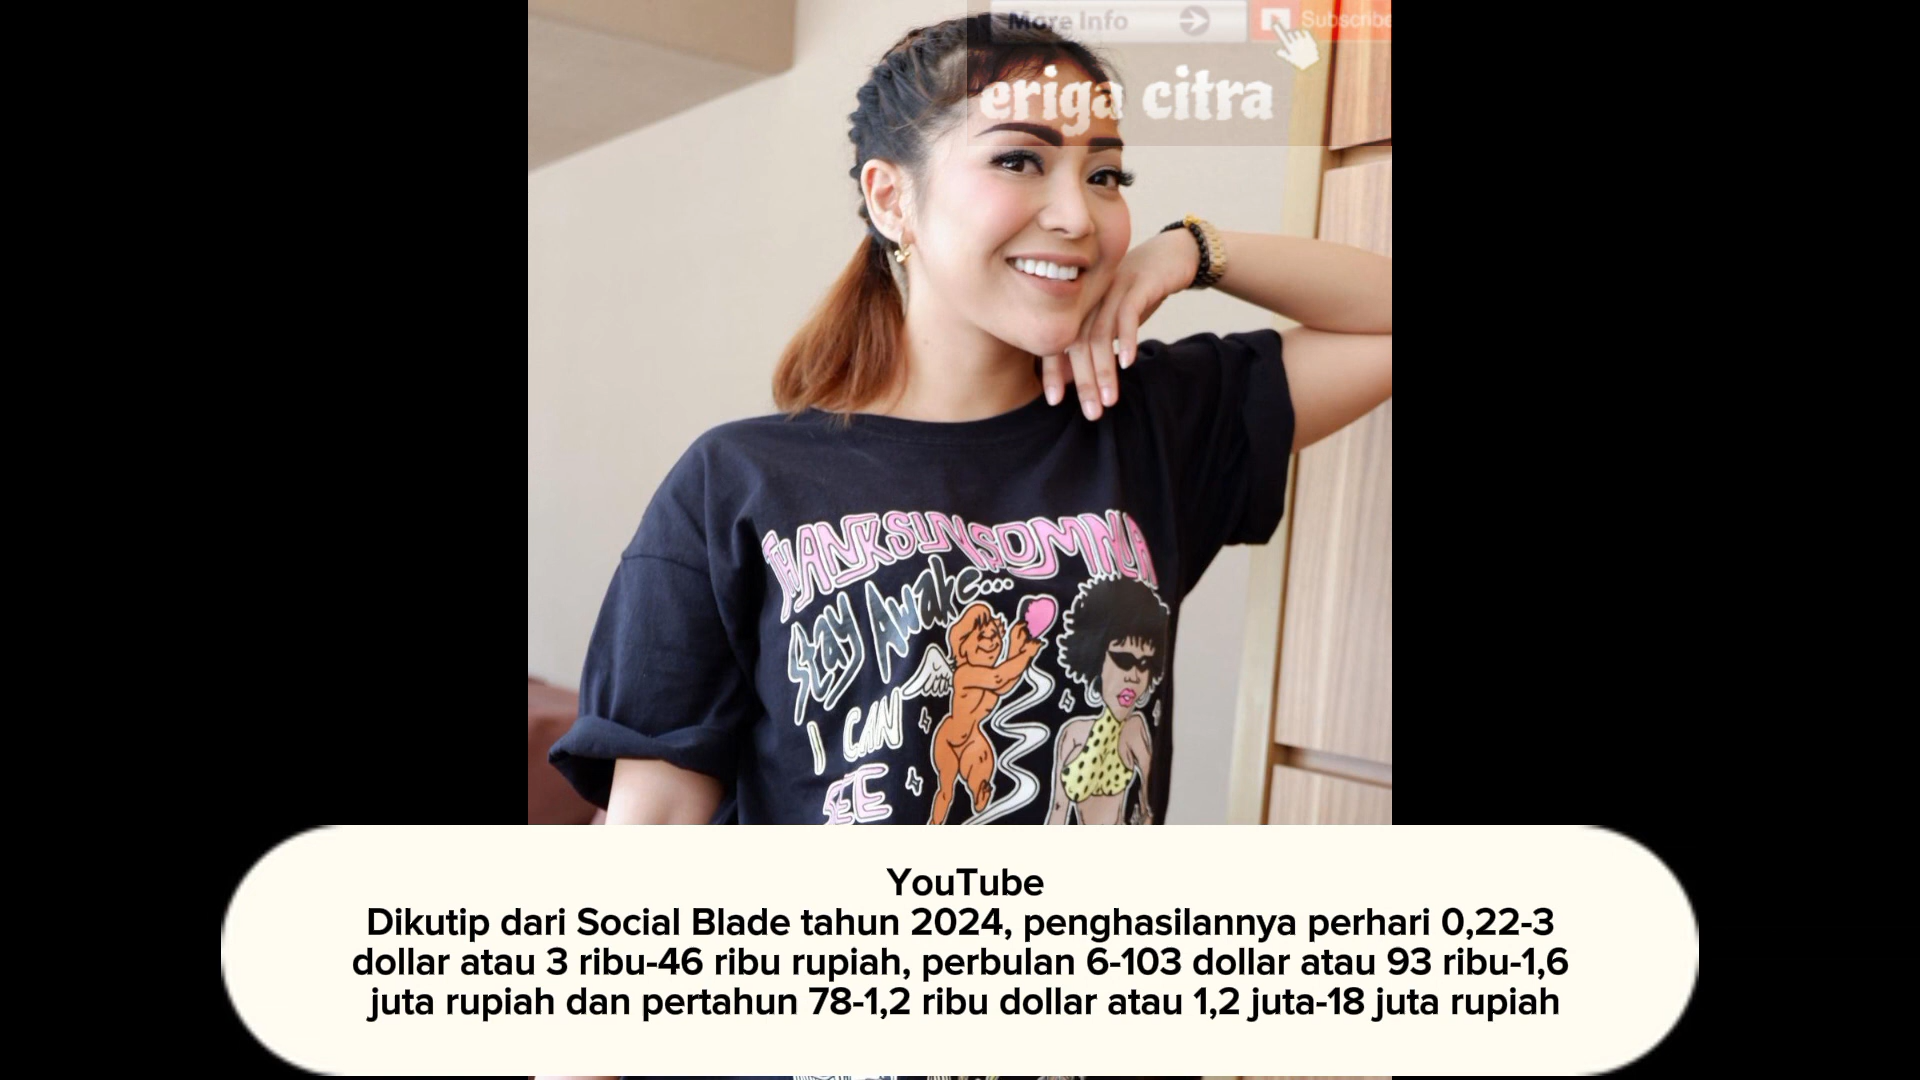 More Info
Subscribe
eriga citra
THANKSINSOMNIA
Stay Awake...
I CAN
SEE
YouTube
Dikutip dari Social Blade tahun 2024, penghasilannya perhari 0,22-3
dollar atau 3 ribu-46 ribu rupiah, perbulan 6-103 dollar atau 93 ribu-1,6
juta rupiah dan pertahun 78-1,2 ribu dollar atau 1,2 juta-18 juta rupiah